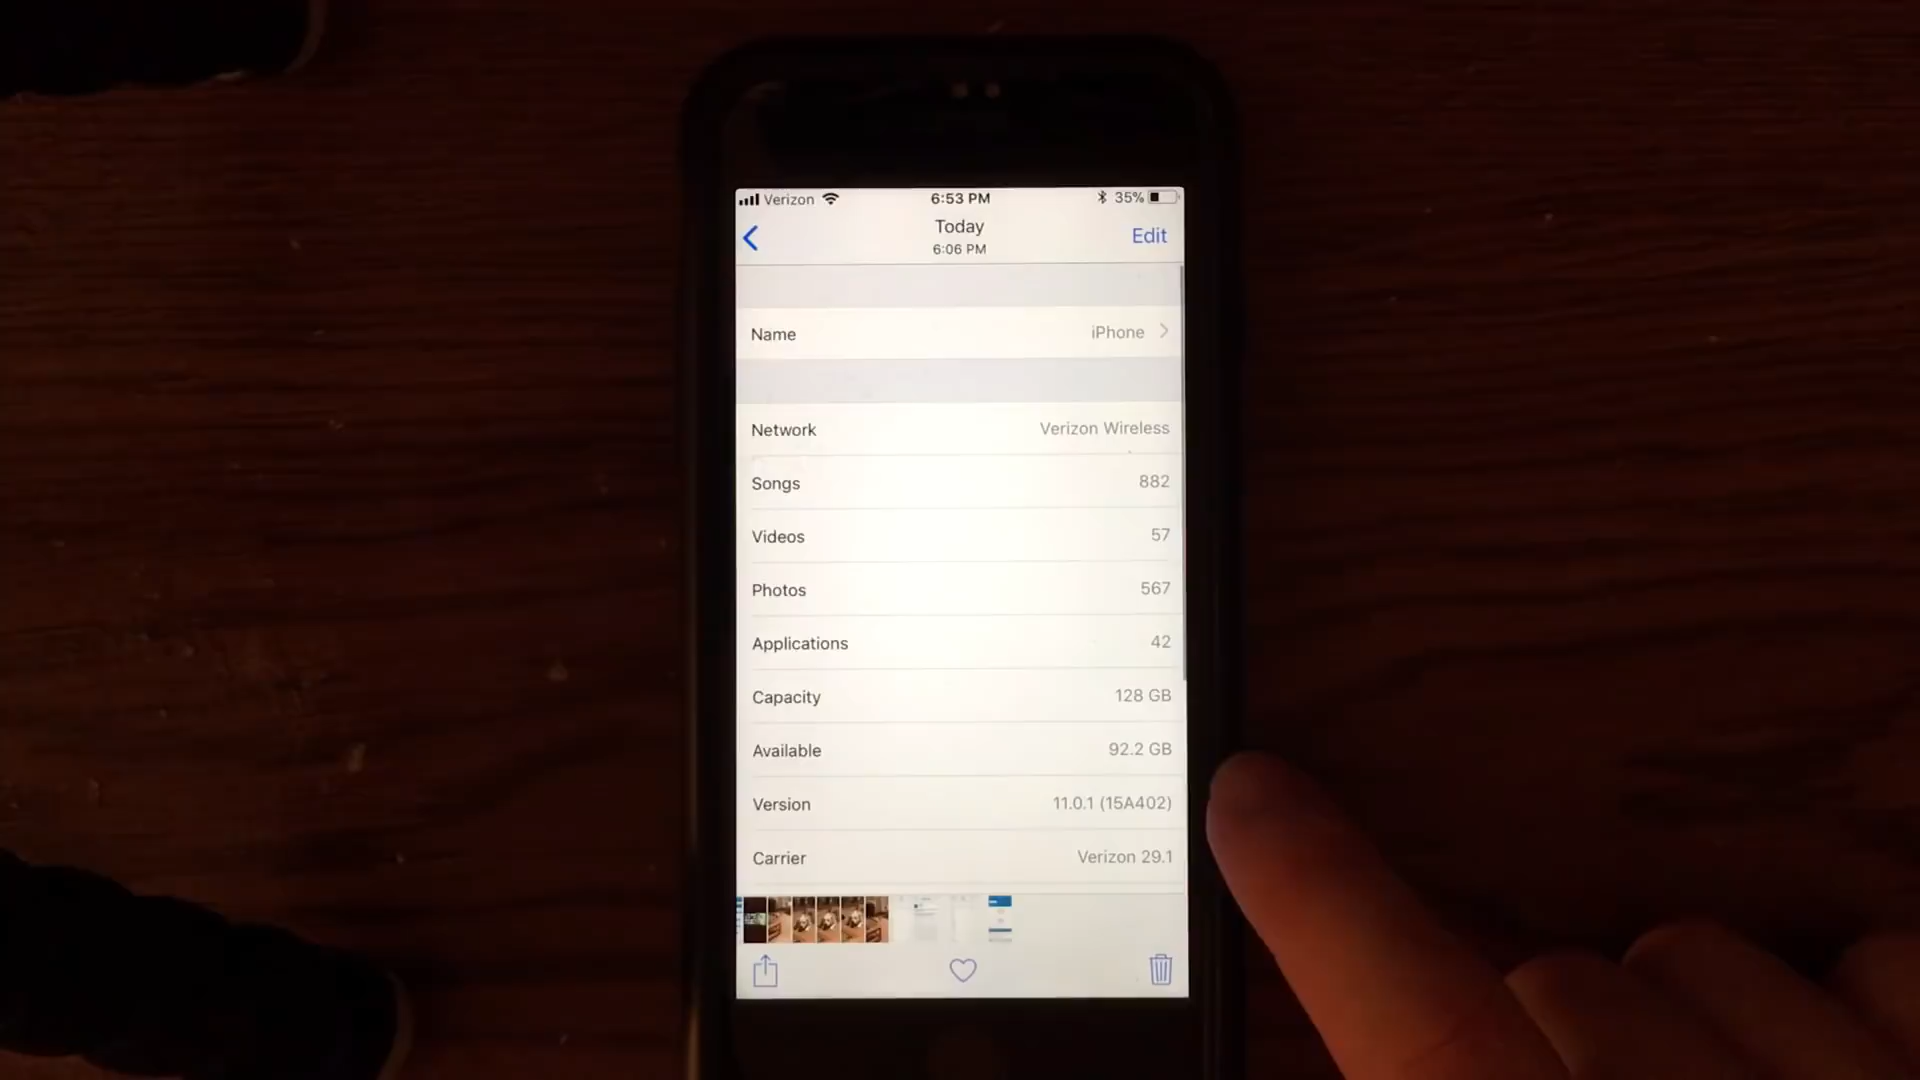 Verizon 6:53 PM 35%
Today
6:06 PM
Edit
Name iPhone
Network Verizon Wireless
Songs 882
Videos 57
Photos 567
Applications 42
Capacity 128 GB
Available 92.2 GB
Version 11.0.1 (15A402)
Carrier Verizon 29.1